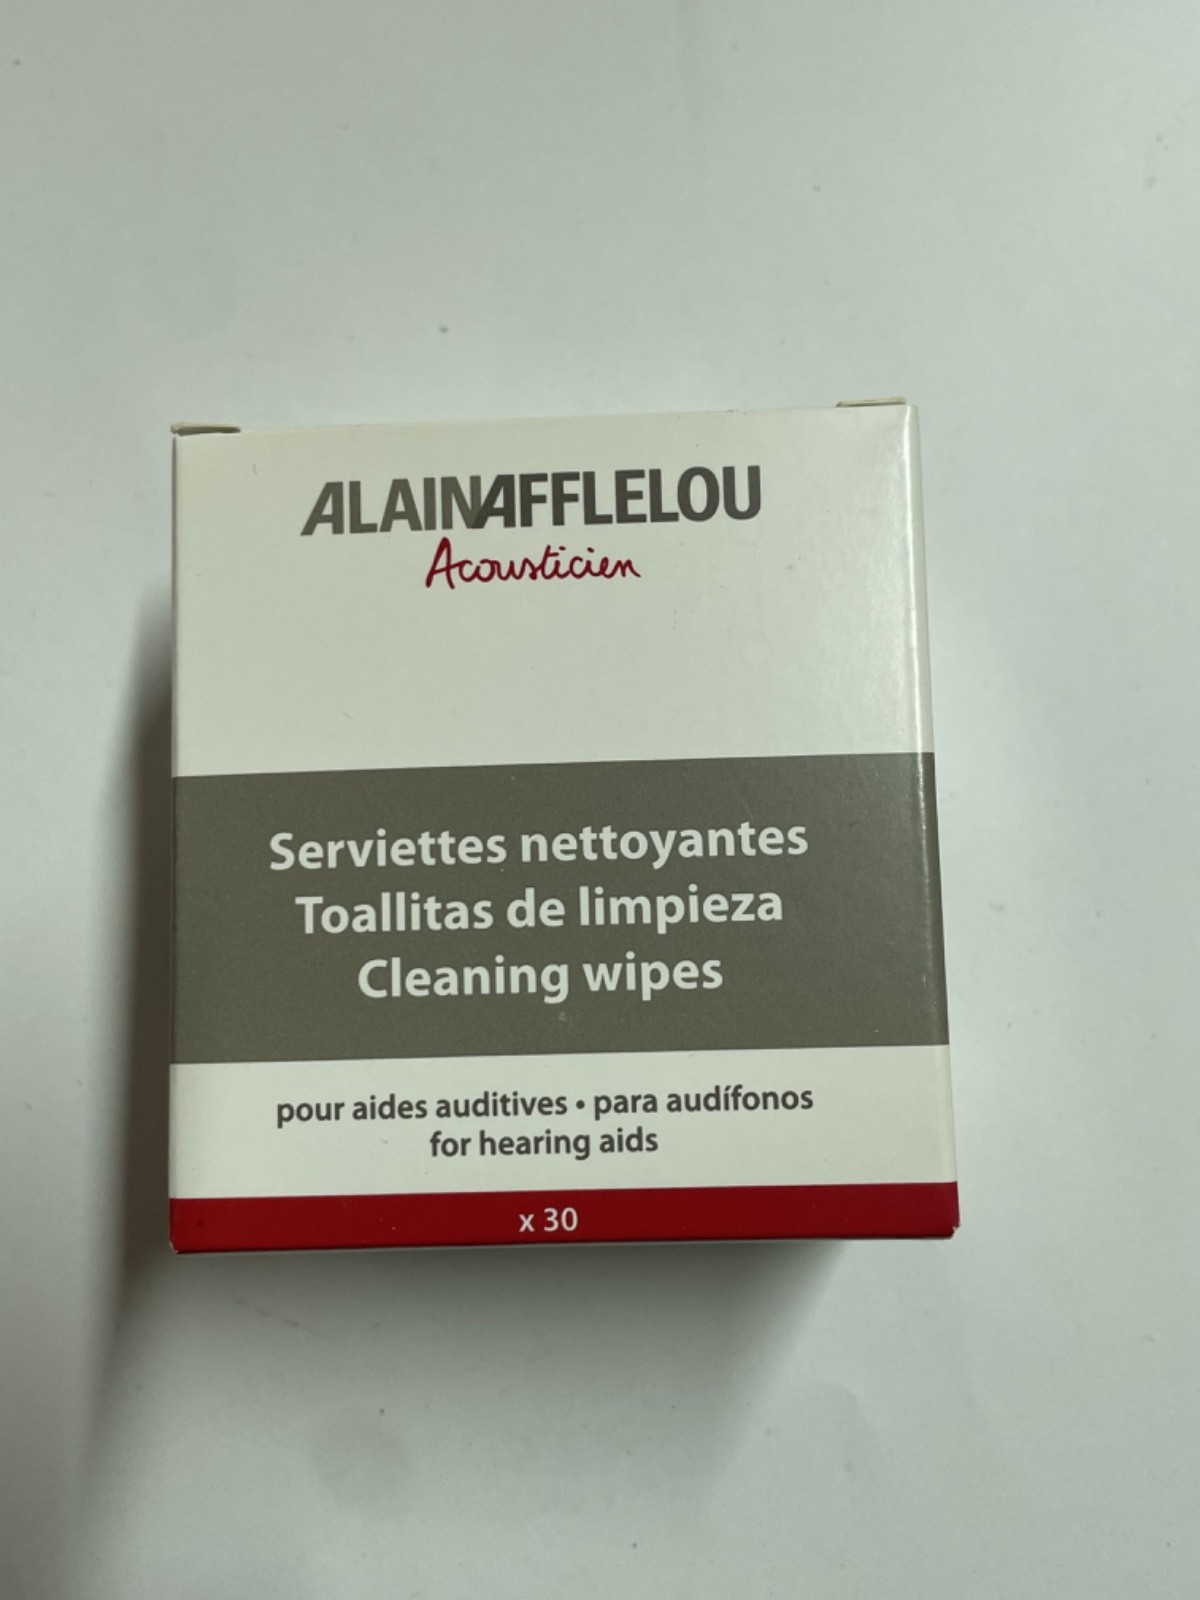 ALAINAFFLELOU
Acousticien
Serviettes nettoyantes
Toallitas de limpieza
Cleaning wipes
pour aides auditives • para audífonos
for hearing aids
x 30